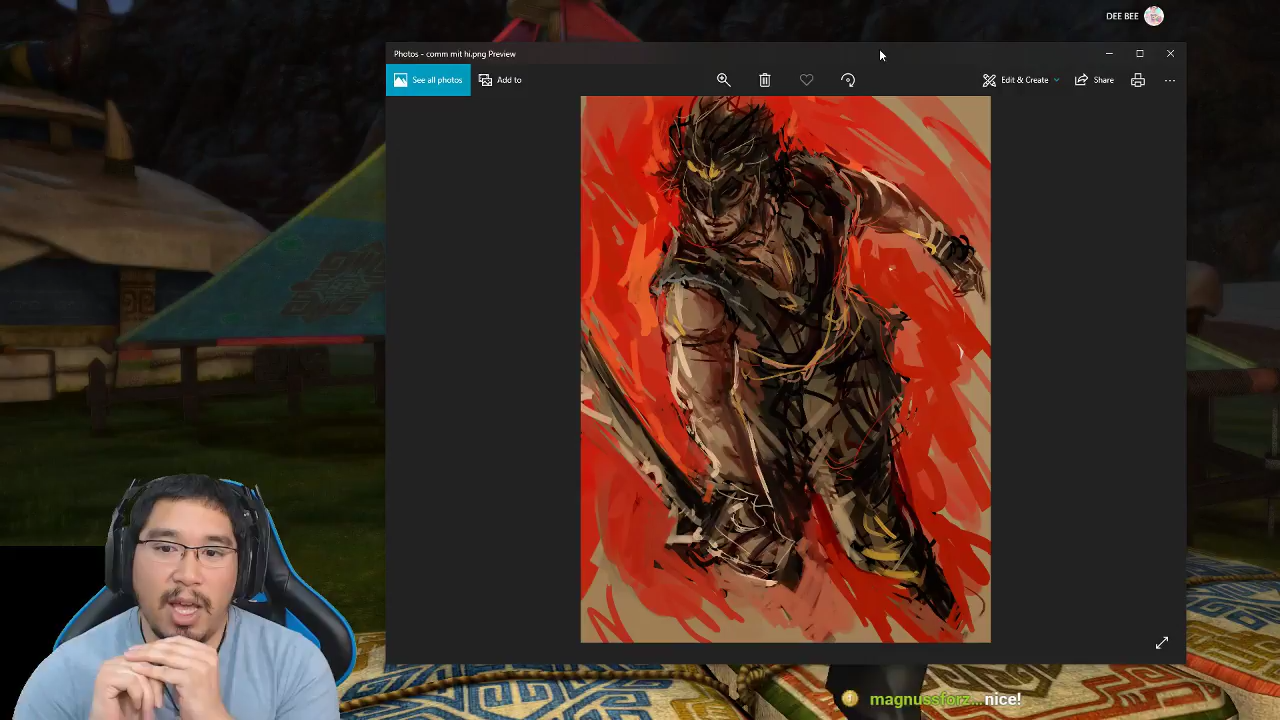 DEE BEE
Photos - comm mit hi.png Preview
See all photos
Add to
Edit & Create
Share
magnussforz...nice!